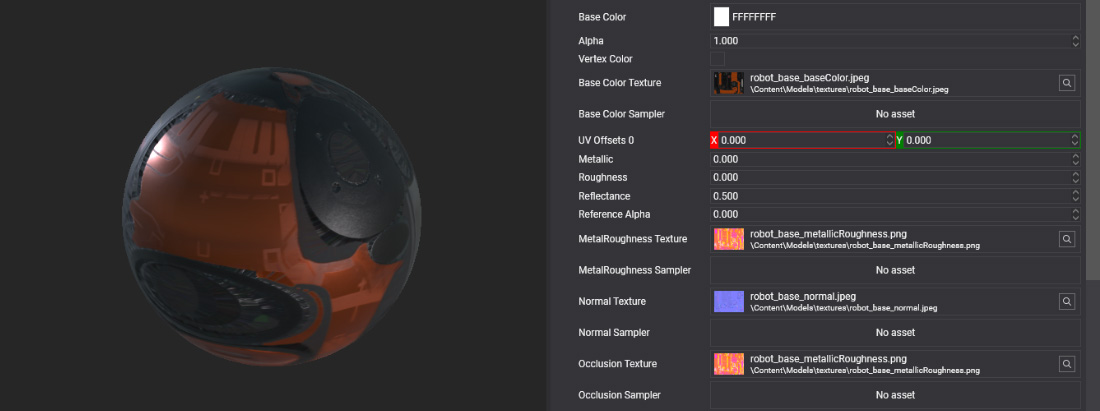 Base Color FFFFFFFF
Alpha 1.000
Vertex Color
Base Color Texture robot_base_baseColor.jpeg
\Content\Models\textures\robot_base_baseColor.jpeg
Base Color Sampler No asset
UV Offsets 0 X 0.000 Y 0.000
Metallic 0.000
Roughness 0.000
Reflectance 0.500
Reference Alpha 0.000
MetalRoughness Texture robot_base_metallicRoughness.png
\Content\Models\textures\robot_base_metallicRoughness.png
MetalRoughness Sampler No asset
Normal Texture robot_base_normal.jpeg
\Content\Models\textures\robot_base_normal.jpeg
Normal Sampler No asset
Occlusion Texture robot_base_metallicRoughness.png
\Content\Models\textures\robot_base_metallicRoughness.png
Occlusion Sampler No asset